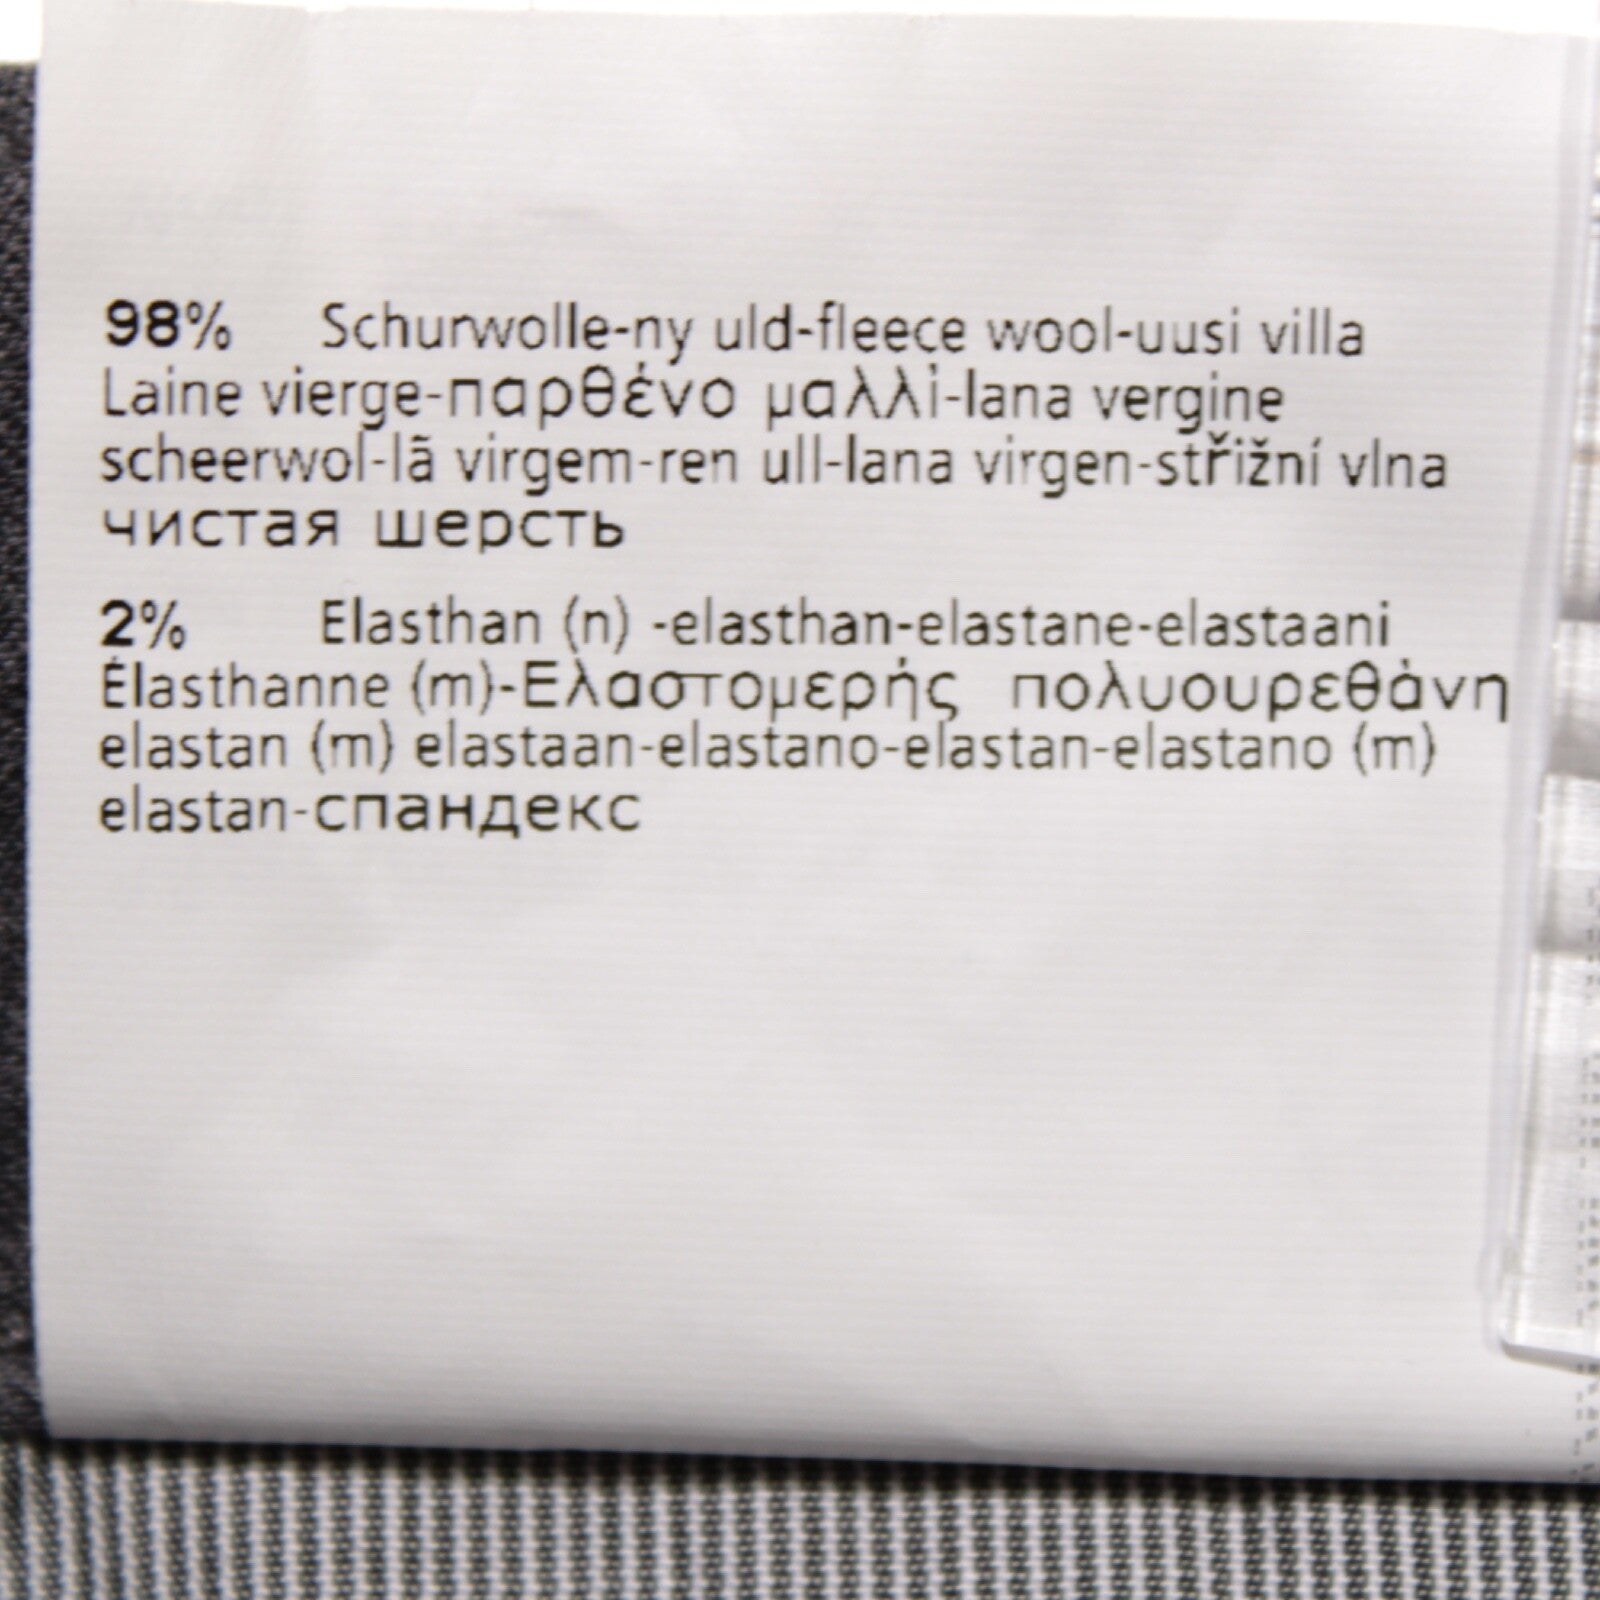 98% Schurwolle-ny uld-fleece wool-uusi villa
Laine vierge-παρθένο μαλλί-lana vergine
scheerwol-lã virgem-ren ull-lana virgen-střižní vlna
чистая шерсть
2% Elasthan (n) -elasthan-elastane-elastaani
Élasthanne (m)-Ελαστομερής πολυουρεθάνη
elastan (m) elastaan-elastano-elastan-elastano (m)
elastan-спандекс